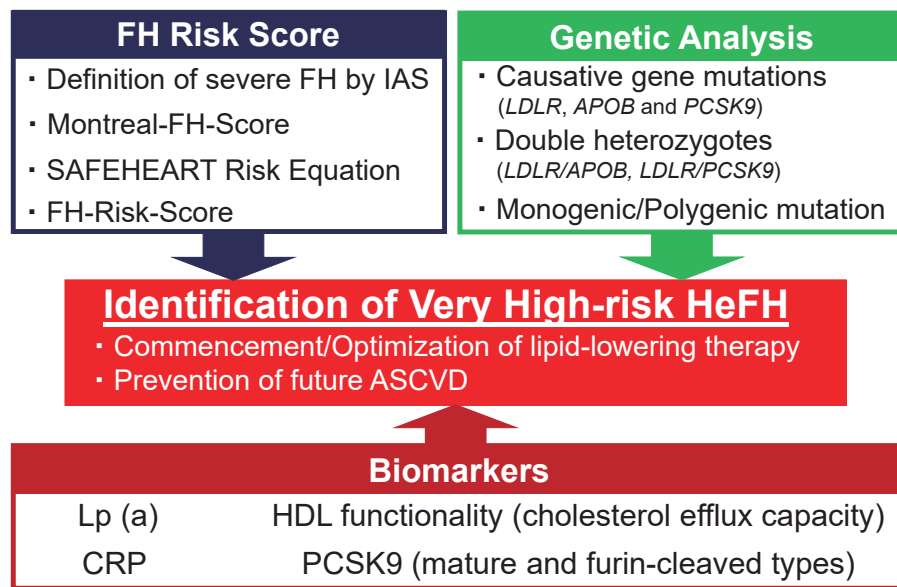 FH Risk Score
・Definition of severe FH by IAS
・Montreal-FH-Score
・SAFEHEART Risk Equation
・FH-Risk-Score
Genetic Analysis
・Causative gene mutations
(LDLR, APOB and PCSK9)
・Double heterozygotes
(LDLR/APOB, LDLR/PCSK9)
・Monogenic/Polygenic mutation
Identification of Very High-risk HeFH
・Commencement/Optimization of lipid-lowering therapy
・Prevention of future ASCVD
Biomarkers
Lp (a) HDL functionality (cholesterol efflux capacity)
CRP PCSK9 (mature and furin-cleaved types)